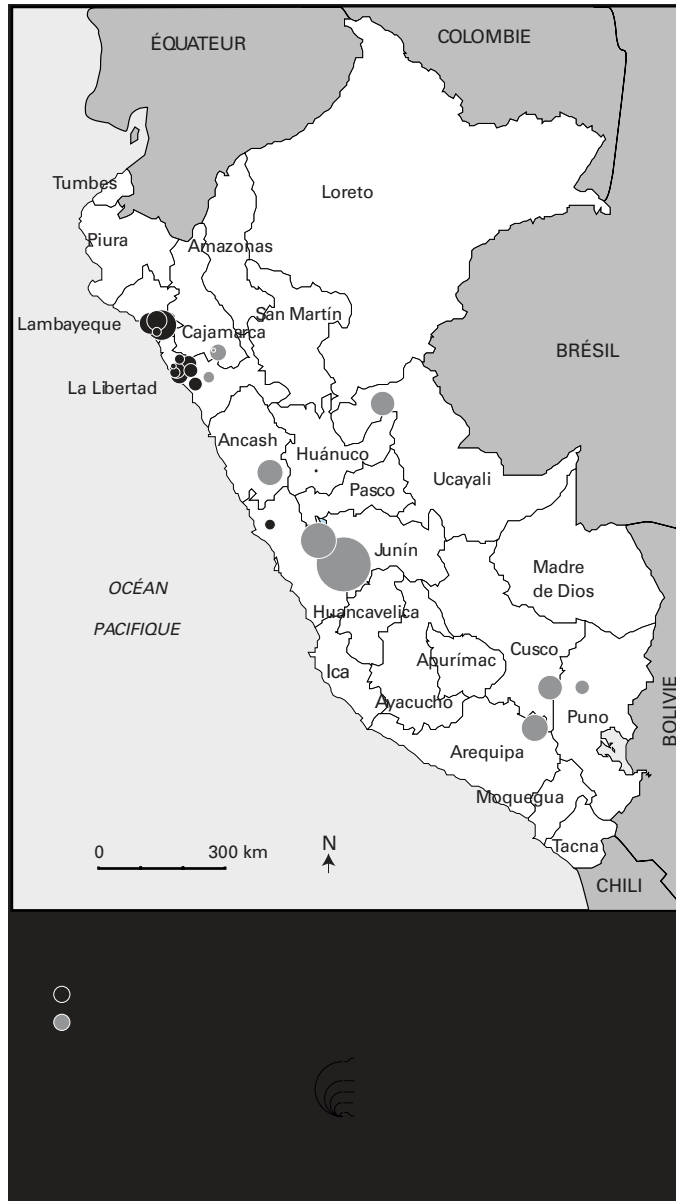 ÉQUATEUR
COLOMBIE
Tumbes
Loreto
Piura
Amazonas
San Martín
Lambayeque
Cajamarca
BRÉSIL
La Libertad
Ancash
Huánuco
Ucayali
Pasco
Junín
Madre
de Dios
OCÉAN
PACIFIQUE
Huancavelica
Cusco
Apurímac
Ica
Ayacucho
Puno
BOLIVIE
Arequipa
Moquegua
Tacna
0
300 km
N
CHILI